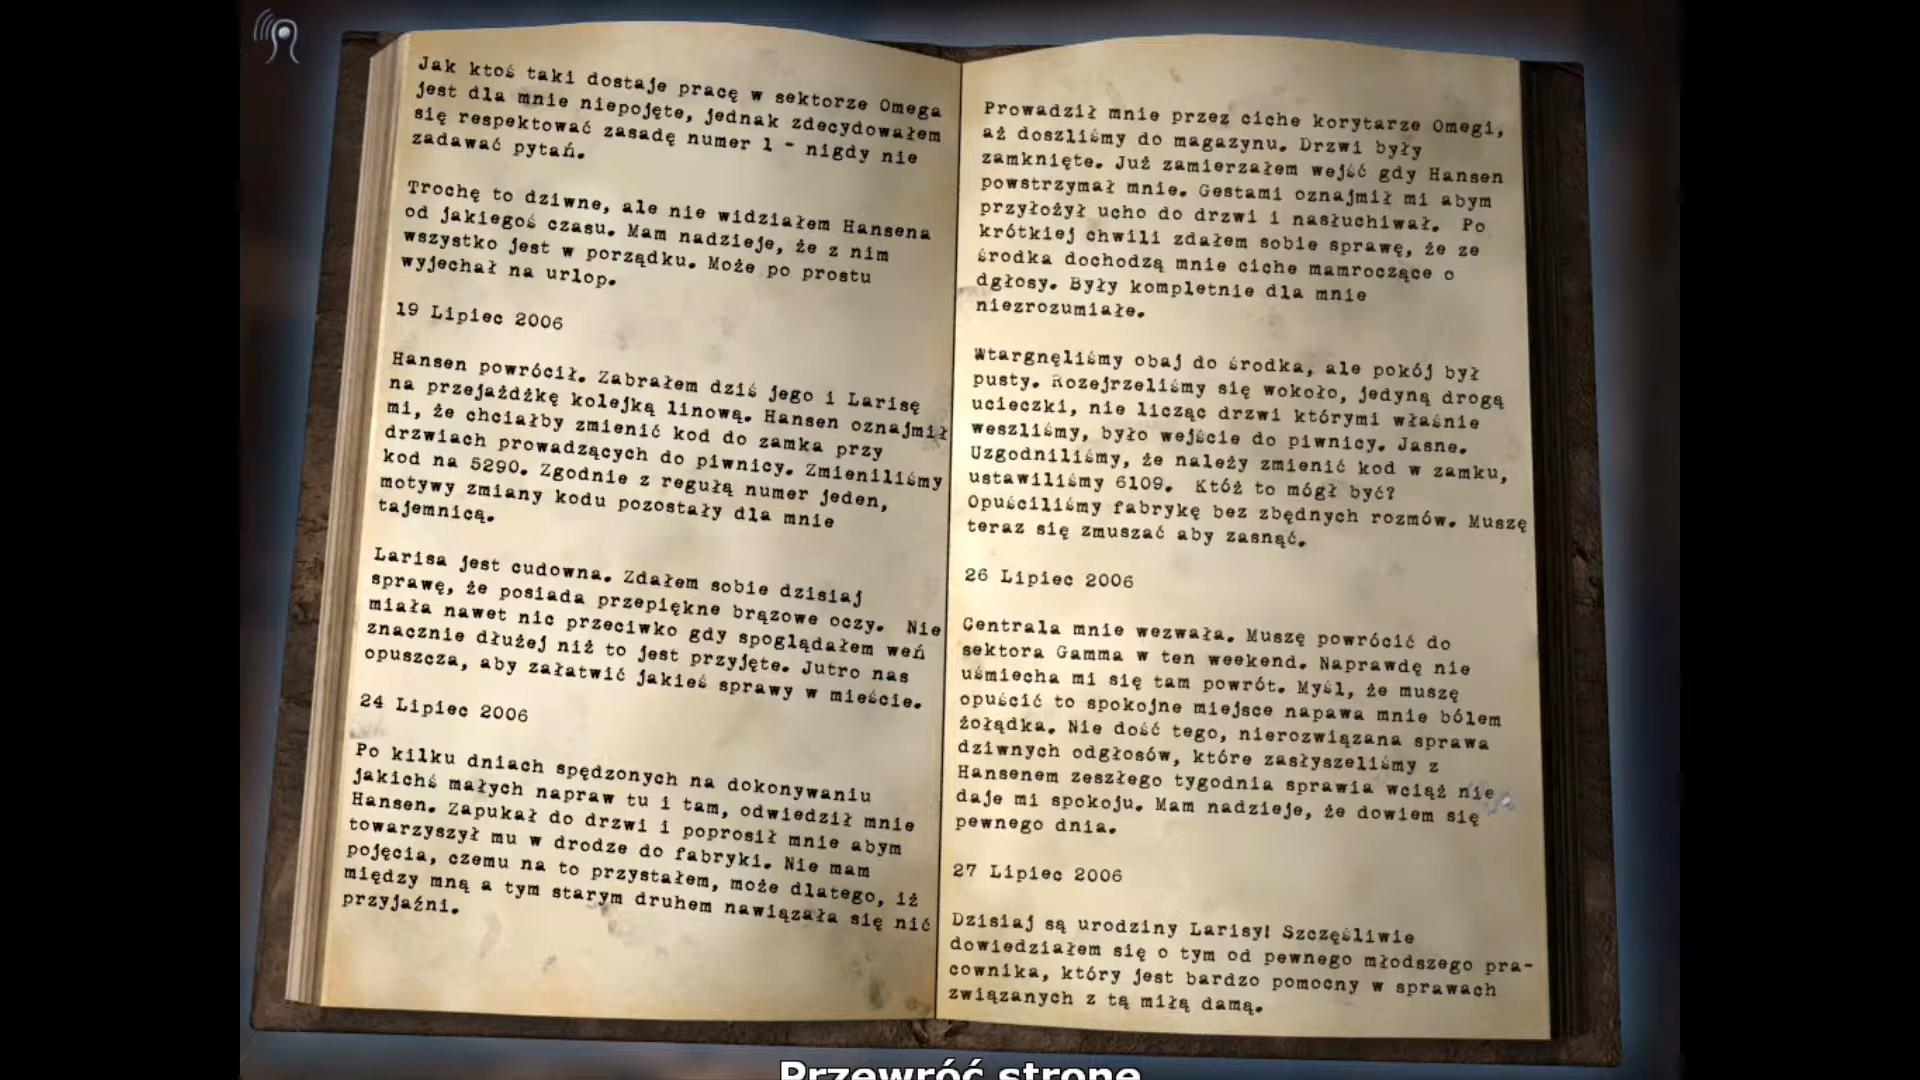 Jak ktoś taki dostaje pracę w sektorze Omega
jest dla mnie niepojęte, jednak zdecydowałem
się respektować zasadę numer 1 - nigdy nie
zadawać pytań.
Trochę to dziwne, ale nie widziałem Hansena
od jakiegoś czasu. Mam nadzieje, że z nim
wszystko jest w porządku. Może po prostu
wyjechał na urlop.
19 Lipiec 2006
Hansen powrócił. Zabrałem dziś jego i Larisę
na przejażdżkę kolejką linową. Hansen oznajmił
mi, że chciałby zmienić kod do zamka przy
drzwiach prowadzących do piwnicy. Zmieniliśmy
kod na 5290. Zgodnie z regułą numer jeden,
motywy zmiany kodu pozostały dla mnie
tajemnicą.
Larisa jest cudowna. Zdałem sobie dzisiaj
sprawę, że posiada przepiękne brązowe oczy. Nie
miała nawet nic przeciwko gdy spoglądałem weń
znacznie dłużej niż to jest przyjęte. Jutro nas
opuszcza, aby załatwić jakieś sprawy w mieście.
24 Lipiec 2006
Po kilku dniach spędzonych na dokonywaniu
jakichś małych napraw tu i tam, odwiedził mnie
Hansen. Zapukał do drzwi i poprosił mnie abym
towarzyszył mu w drodze do fabryki. Nie mam
pojęcia, czemu na to przystałem, może dlatego, iż
między mną a tym starym druhem nawiązała się nić
przyjaźni.
Prowadził mnie przez ciche korytarze Omegi,
aż doszliśmy do magazynu. Drzwi były
zamknięte. Już zamierzałem wejść gdy Hansen
powstrzymał mnie. Gestami oznajmił mi abym
przyłożył ucho do drzwi i nasłuchiwał. Po
krótkiej chwili zdałem sobie sprawę, że ze
środka dochodzą mnie ciche mamroczące o
dgłosy. Były kompletnie dla mnie
niezrozumiałe.
Wtargnęliśmy obaj do środka, ale pokój był
pusty. Rozejrzeliśmy się wokoło, jedyną drogą
ucieczki, nie licząc drzwi którymi właśnie
weszliśmy, było wejście do piwnicy. Jasne.
Uzgodniliśmy, że należy zmienić kod w zamku,
ustawiliśmy 6109. Któż to mógł być?
Opuściliśmy fabrykę bez zbędnych rozmów. Muszę
teraz się zmuszać aby zasnąć.
26 Lipiec 2006
Centrala mnie wezwała. Muszę powrócić do
sektora Gamma w ten weekend. Naprawdę nie
uśmiecha mi się tam powrót. Myśl, że muszę
opuścić to spokojne miejsce napawa mnie bólem
żołądka. Nie dość tego, nierozwiązana sprawa
dziwnych odgłosów, które zasłyszeliśmy z
Hansenem zeszłego tygodnia sprawia wciąż nie
daje mi spokoju. Mam nadzieje, że dowiem się
pewnego dnia.
27 Lipiec 2006
Dzisiaj są urodziny Larisy! Szczęśliwie
dowiedziałem się o tym od pewnego młodszego pra-
cownika, który jest bardzo pomocny w sprawach
związanych z tą miłą damą.
Przewróć stronę